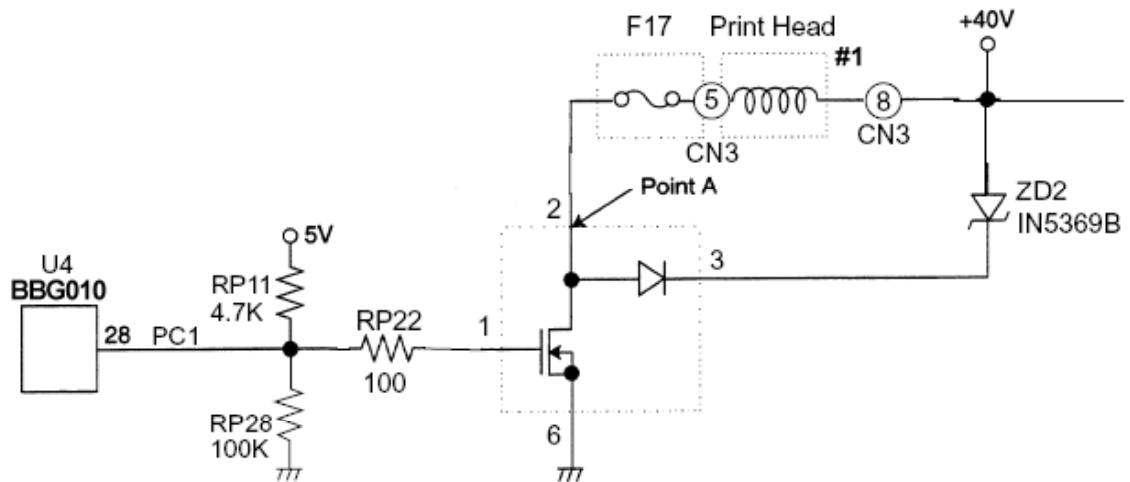 F17
Print Head
#1
+40V
5
8
CN3
CN3
Point A
2
ZD2
IN5369B
5V
3
U4
BBG010
RP11
4.7K
28
PC1
RP22
1
100
RP28
100K
6